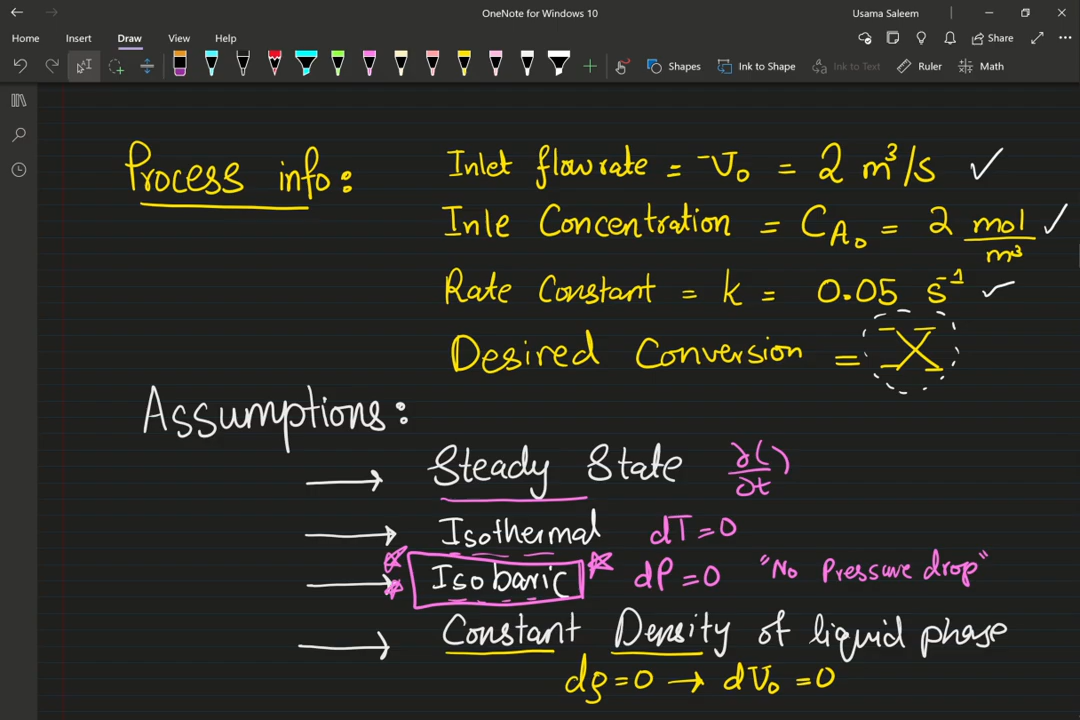 OneNote for Windows 10
Usama Saleem
Home Insert Draw View Help
Share
Shapes Ink to Shape Ink to Text Ruler Math
Process info:
Inlet flowrate = V₀ = 2 m³/s ✓
Inle Concentration = C_A₀ = 2 mol/m³ ✓
Rate Constant = k = 0.05 s⁻¹ ✓
Desired Conversion = X
Assumptions:
→ Steady State ∂( )/∂t
→ Isothermal dT=0
→ Isobaric dP=0 "No Pressure drop"
→ Constant Density of liquid phase
dρ=0 → dV₀=0